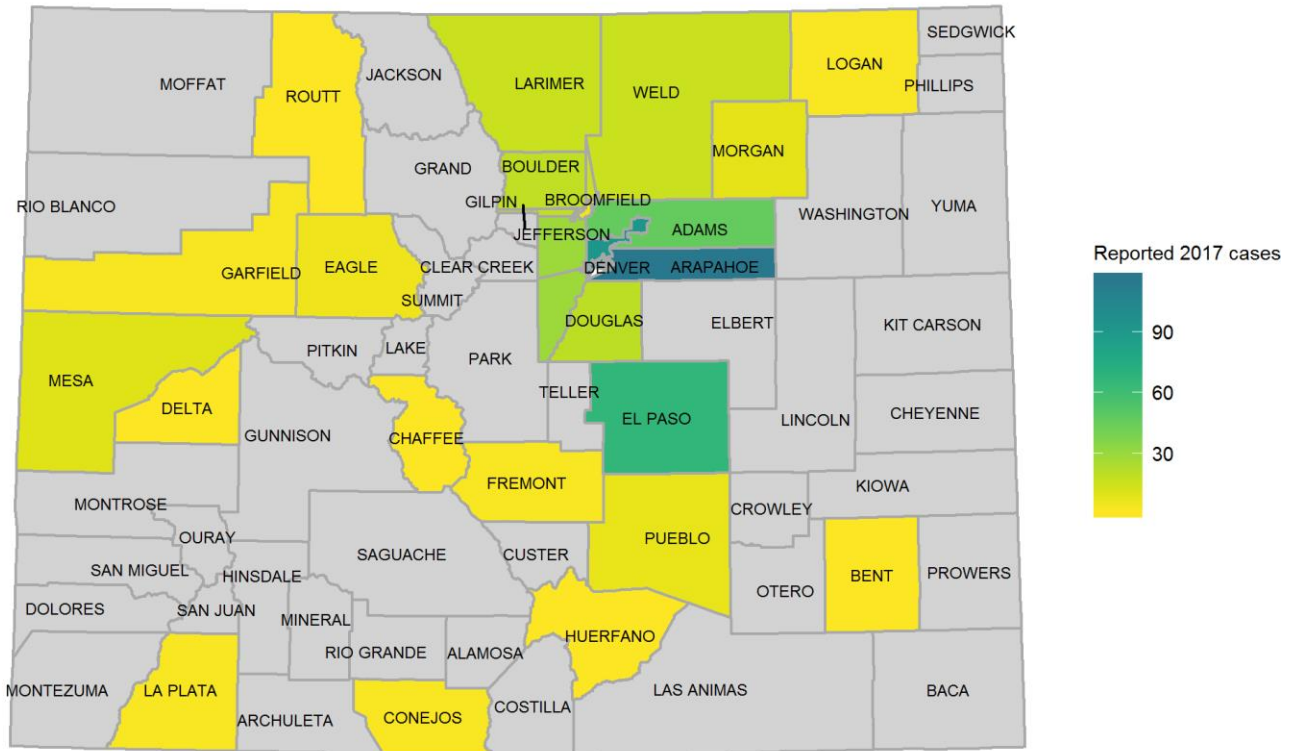 SEDGWICK
LOGAN
JACKSON
MOFFAT
LARIMER
PHILLIPS
ROUTT
WELD
MORGAN
BOULDER
GRAND
GILPIN
BROOMFIELD
RIO BLANCO
YUMA
WASHINGTON
JEFFERSON
ADAMS
Reported 2017 cases
GARFIELD
EAGLE
CLEAR CREEK
DENVER
ARAPAHOE
SUMMIT
DOUGLAS
ELBERT
KIT CARSON
90
PITKIN
LAKE
PARK
MESA
TELLER
60
DELTA
EL PASO
LINCOLN
CHEYENNE
GUNNISON
CHAFFEE
30
FREMONT
KIOWA
MONTROSE
CROWLEY
OURAY
PUEBLO
SAGUACHE
CUSTER
SAN MIGUEL
HINSDALE
BENT
PROWERS
OTERO
DOLORES
SAN JUAN
MINERAL
HUERFANO
RIO GRANDE
ALAMOSA
MONTEZUMA
LA PLATA
LAS ANIMAS
BACA
COSTILLA
CONEJOS
ARCHULETA